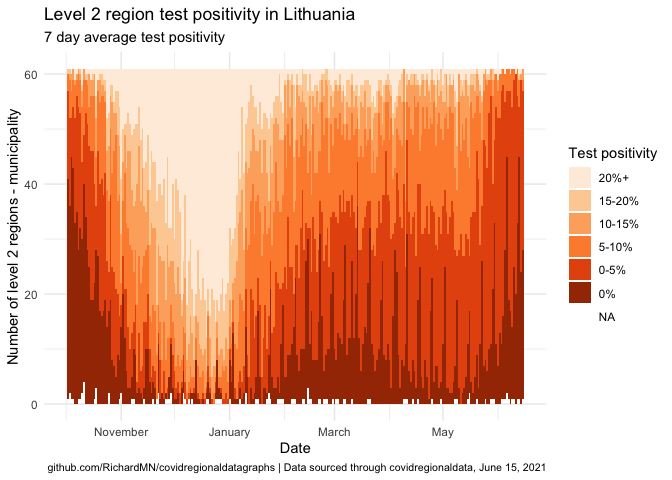 Level 2 region test positivity in Lithuania
7 day average test positivity
Number of level 2 regions - municipality
60
40
20
0
November
January
March
May
Date
Test positivity
20%+
15-20%
10-15%
5-10%
0-5%
0%
NA
github.com/RichardMN/covidregionaldatagraphs | Data sourced through covidregionaldata, June 15, 2021